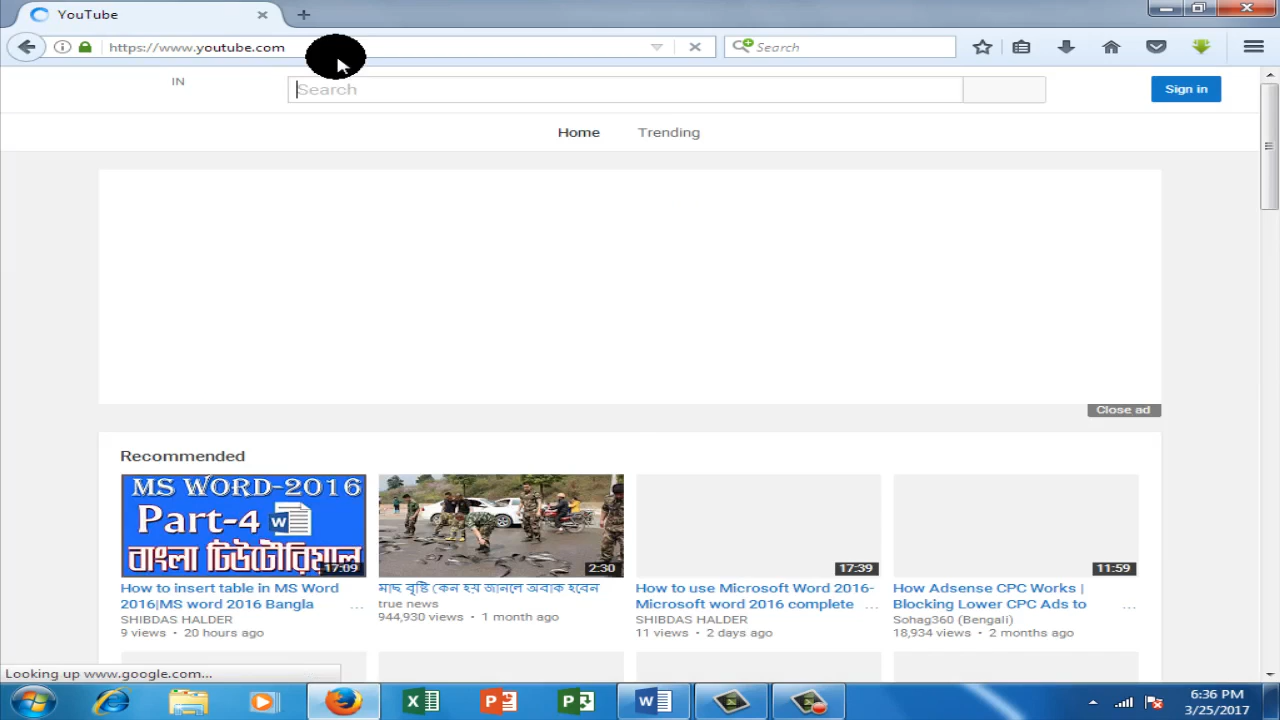 YouTube
https://www.youtube.com
Search
IN
Search
Sign in
Home
Trending
Close ad
Recommended
MS WORD-2016
Part-4
বাংলা টিউটোরিয়াল
17:09
2:30
17:39
11:59
How to insert table in MS Word
2016|MS word 2016 Bangla
...
SHIBDAS HALDER
9 views • 20 hours ago
মাছ বৃষ্টি কেন হয় জানলে অবাক হবেন
true news
944,930 views • 1 month ago
How to use Microsoft Word 2016-
Microsoft word 2016 complete
...
SHIBDAS HALDER
11 views • 2 days ago
How Adsense CPC Works |
Blocking Lower CPC Ads to
...
Sohag360 (Bengali)
18,934 views • 2 months ago
Looking up www.google.com...
6:36 PM
3/25/2017